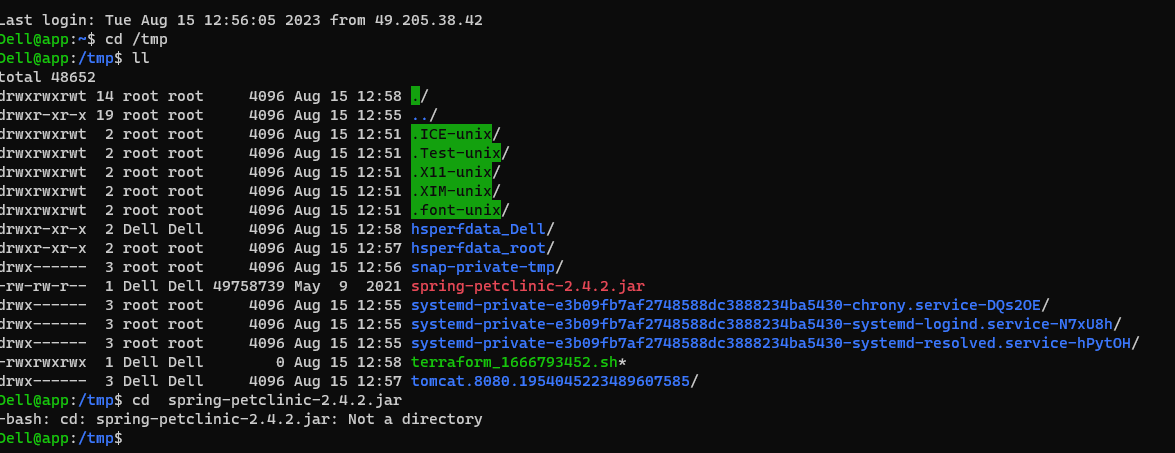 Last login: Tue Aug 15 12:56:05 2023 from 49.205.38.42
Dell@app:~$ cd /tmp
Dell@app:/tmp$ ll
total 48652
drwxrwxrwt 14 root root     4096 Aug 15 12:58 ./
drwxr-xr-x 19 root root     4096 Aug 15 12:55 ../
drwxrwxrwt  2 root root     4096 Aug 15 12:51 .ICE-unix/
drwxrwxrwt  2 root root     4096 Aug 15 12:51 .Test-unix/
drwxrwxrwt  2 root root     4096 Aug 15 12:51 .X11-unix/
drwxrwxrwt  2 root root     4096 Aug 15 12:51 .XIM-unix/
drwxrwxrwt  2 root root     4096 Aug 15 12:51 .font-unix/
drwxr-xr-x  2 Dell Dell     4096 Aug 15 12:58 hsperfdata_Dell/
drwxr-xr-x  2 root root     4096 Aug 15 12:57 hsperfdata_root/
drwx------  3 root root     4096 Aug 15 12:56 snap-private-tmp/
-rw-rw-r--  1 Dell Dell 49758739 May  9  2021 spring-petclinic-2.4.2.jar
drwx------  3 root root     4096 Aug 15 12:55 systemd-private-e3b09fb7af2748588dc3888234ba5430-chrony.service-DQs2OE/
drwx------  3 root root     4096 Aug 15 12:55 systemd-private-e3b09fb7af2748588dc3888234ba5430-systemd-logind.service-N7xU8h/
drwx------  3 root root     4096 Aug 15 12:55 systemd-private-e3b09fb7af2748588dc3888234ba5430-systemd-resolved.service-hPytOH/
-rwxrwxrwx  1 Dell Dell        0 Aug 15 12:58 terraform_1666793452.sh*
drwx------  3 Dell Dell     4096 Aug 15 12:57 tomcat.8080.1954045223489607585/
Dell@app:/tmp$ cd  spring-petclinic-2.4.2.jar
-bash: cd: spring-petclinic-2.4.2.jar: Not a directory
Dell@app:/tmp$